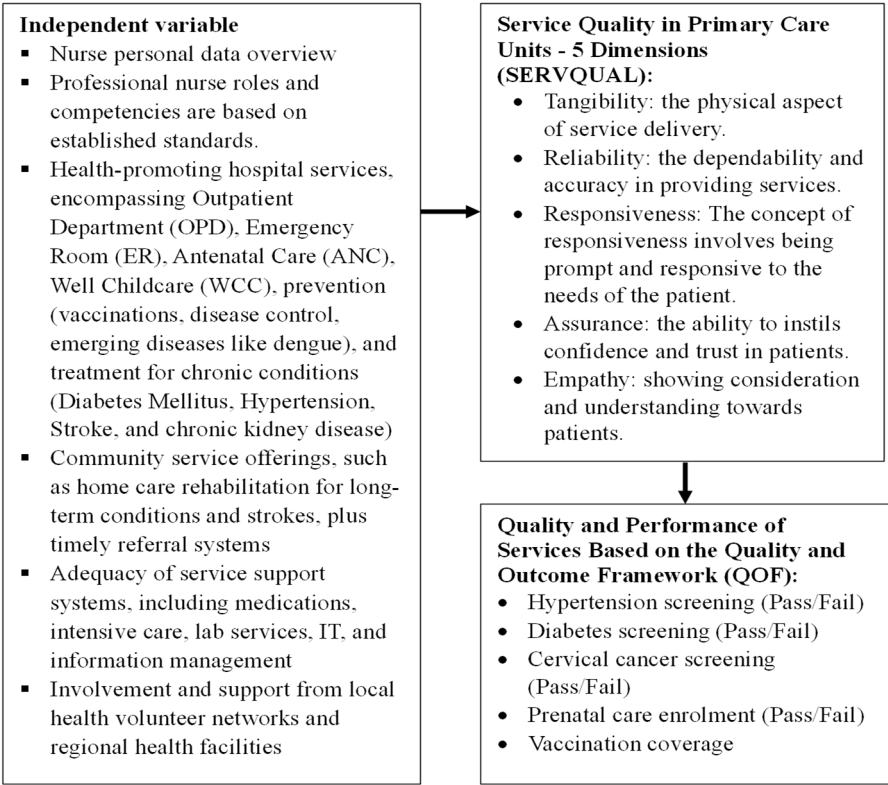 Independent variable
▪ Nurse personal data overview
▪ Professional nurse roles and
competencies are based on
established standards.
▪ Health-promoting hospital services,
encompassing Outpatient
Department (OPD), Emergency
Room (ER), Antenatal Care (ANC),
Well Childcare (WCC), prevention
(vaccinations, disease control,
emerging diseases like dengue), and
treatment for chronic conditions
(Diabetes Mellitus, Hypertension,
Stroke, and chronic kidney disease)
▪ Community service offerings, such
as home care rehabilitation for long-
term conditions and strokes, plus
timely referral systems
▪ Adequacy of service support
systems, including medications,
intensive care, lab services, IT, and
information management
▪ Involvement and support from local
health volunteer networks and
regional health facilities
Service Quality in Primary Care
Units - 5 Dimensions
(SERVQUAL):
• Tangibility: the physical aspect
of service delivery.
• Reliability: the dependability and
accuracy in providing services.
• Responsiveness: The concept of
responsiveness involves being
prompt and responsive to the
needs of the patient.
• Assurance: the ability to instils
confidence and trust in patients.
• Empathy: showing consideration
and understanding towards
patients.
Quality and Performance of
Services Based on the Quality and
Outcome Framework (QOF):
• Hypertension screening (Pass/Fail)
• Diabetes screening (Pass/Fail)
• Cervical cancer screening
(Pass/Fail)
• Prenatal care enrolment (Pass/Fail)
• Vaccination coverage